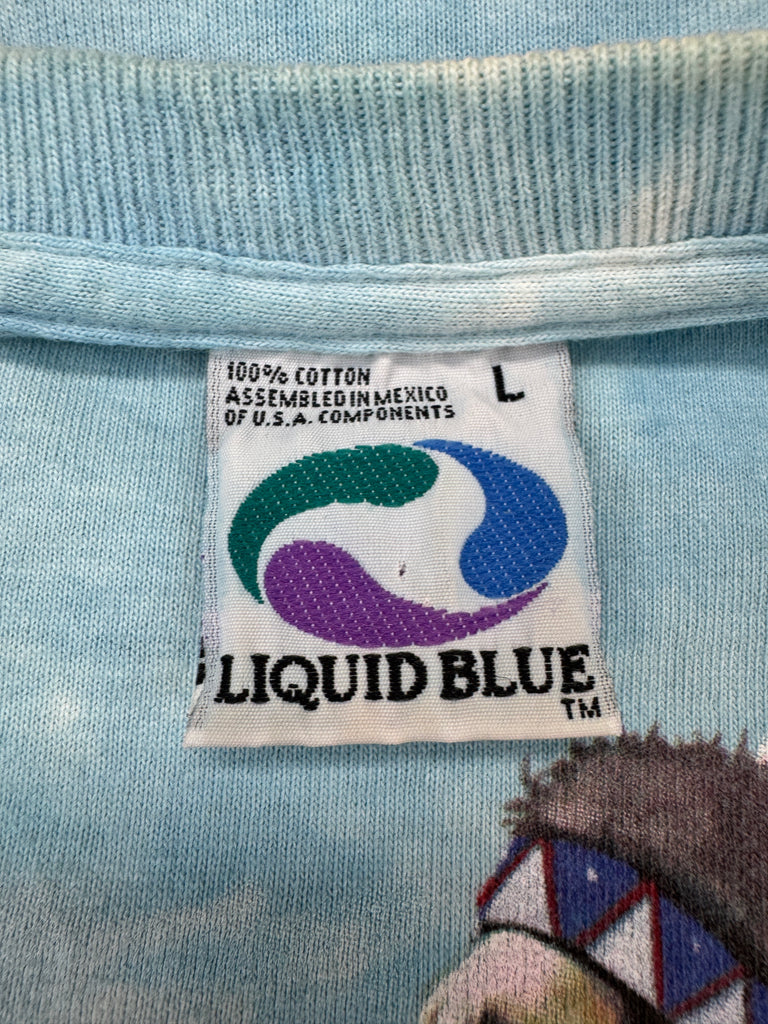 100% COTTON
ASSEMBLED IN MEXICO
OF U.S.A. COMPONENTS
L
LIQUID BLUE
TM